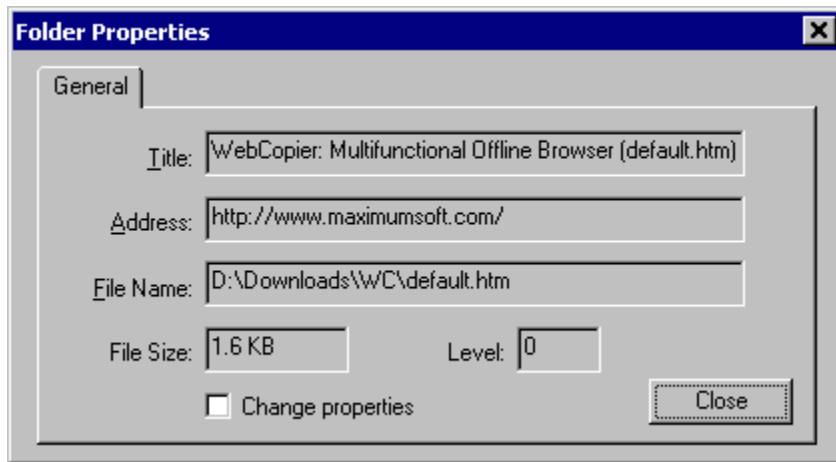 Folder Properties
General
Title: WebCopier: Multifunctional Offline Browser (default.htm)
Address: http://www.maximumsoft.com/
File Name: D:\Downloads\WC\default.htm
File Size: 1.6 KB Level: 0
Change properties Close